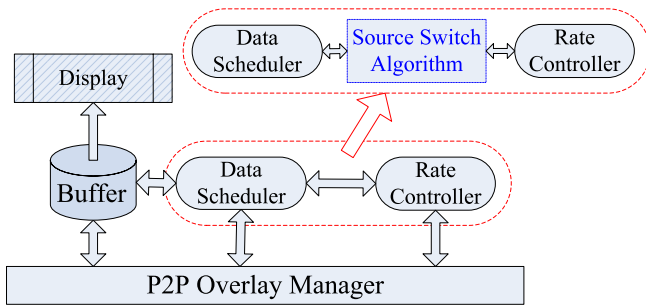 Data
Scheduler
Source Switch
Algorithm
Rate
Controller
Display
Buffer
Data
Scheduler
Rate
Controller
P2P Overlay Manager